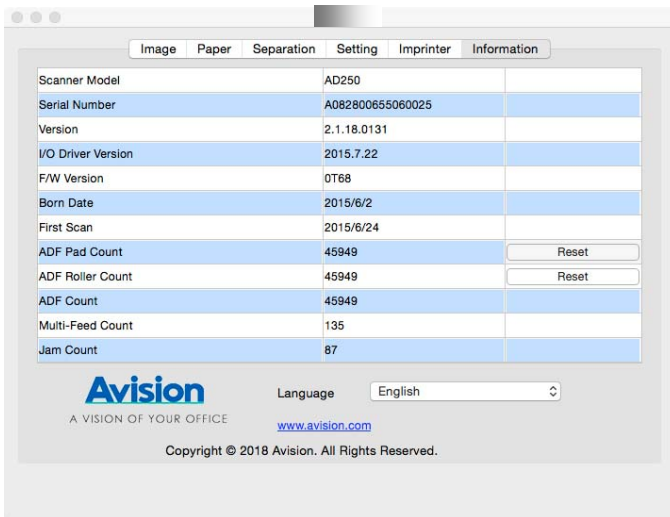 Image Paper Separation Setting Imprinter Information
Scanner Model AD250
Serial Number A082800655060025
Version 2.1.18.0131
I/O Driver Version 2015.7.22
F/W Version 0T68
Born Date 2015/6/2
First Scan 2015/6/24
ADF Pad Count 45949 Reset
ADF Roller Count 45949 Reset
ADF Count 45949
Multi-Feed Count 135
Jam Count 87
Avision
A VISION OF YOUR OFFICE
Language English
www.avision.com
Copyright © 2018 Avision. All Rights Reserved.